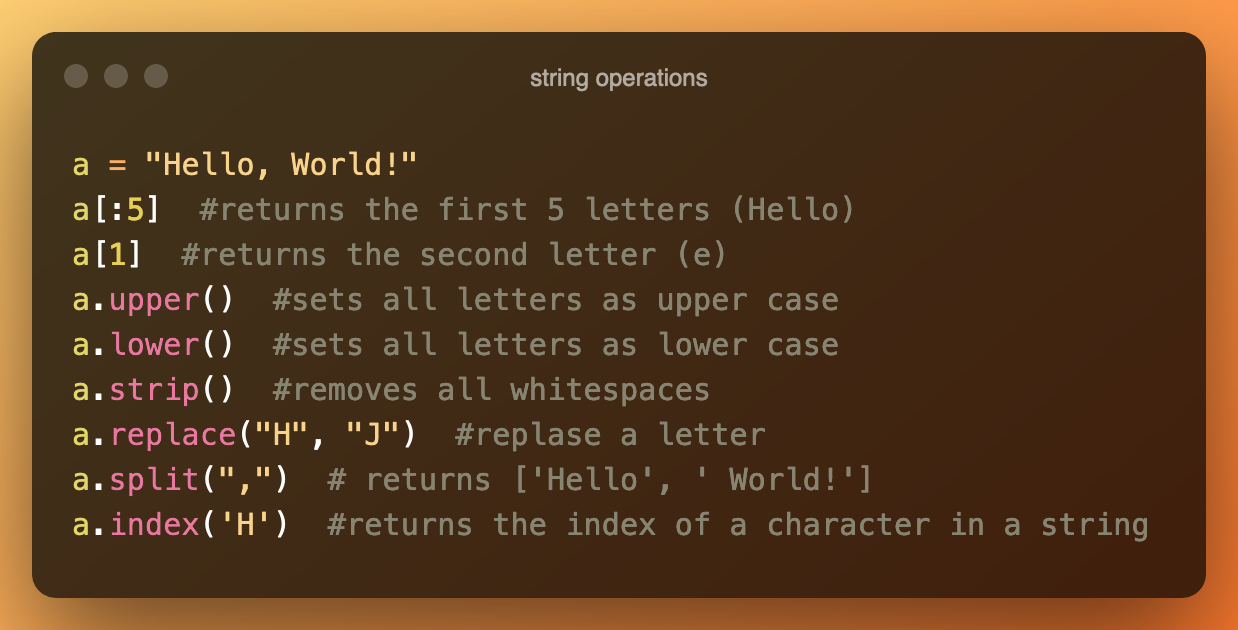 string operations
a = "Hello, World!"
a[:5]  #returns the first 5 letters (Hello)
a[1]  #returns the second letter (e)
a.upper()  #sets all letters as upper case
a.lower()  #sets all letters as lower case
a.strip()  #removes all whitespaces
a.replace("H", "J")  #replase a letter
a.split(",")  # returns ['Hello', ' World!']
a.index('H')  #returns the index of a character in a string